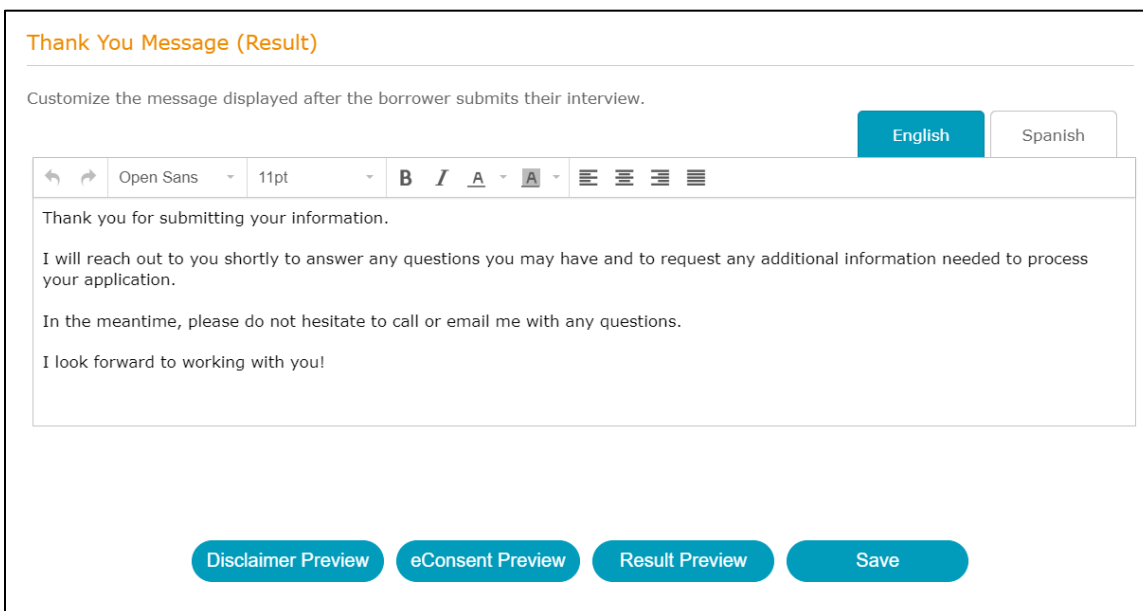 Thank You Message (Result)
Customize the message displayed after the borrower submits their interview.
English Spanish
Open Sans 11pt B I A A
Thank you for submitting your information.
I will reach out to you shortly to answer any questions you may have and to request any additional information needed to process
your application.
In the meantime, please do not hesitate to call or email me with any questions.
I look forward to working with you!
Disclaimer Preview eConsent Preview Result Preview Save